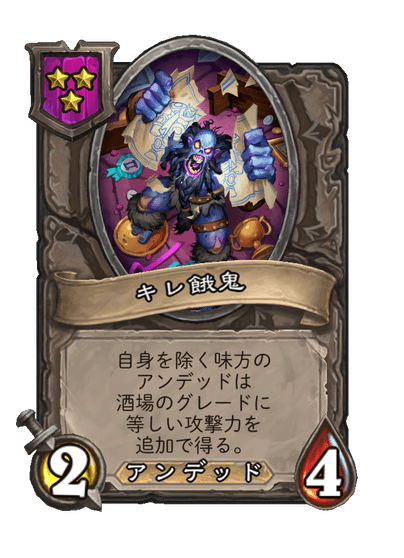 キレ餓鬼
自身を除く味方の
アンデッドは
酒場のグレードに
等しい攻撃力を
追加で得る。
アンデッド
2
4